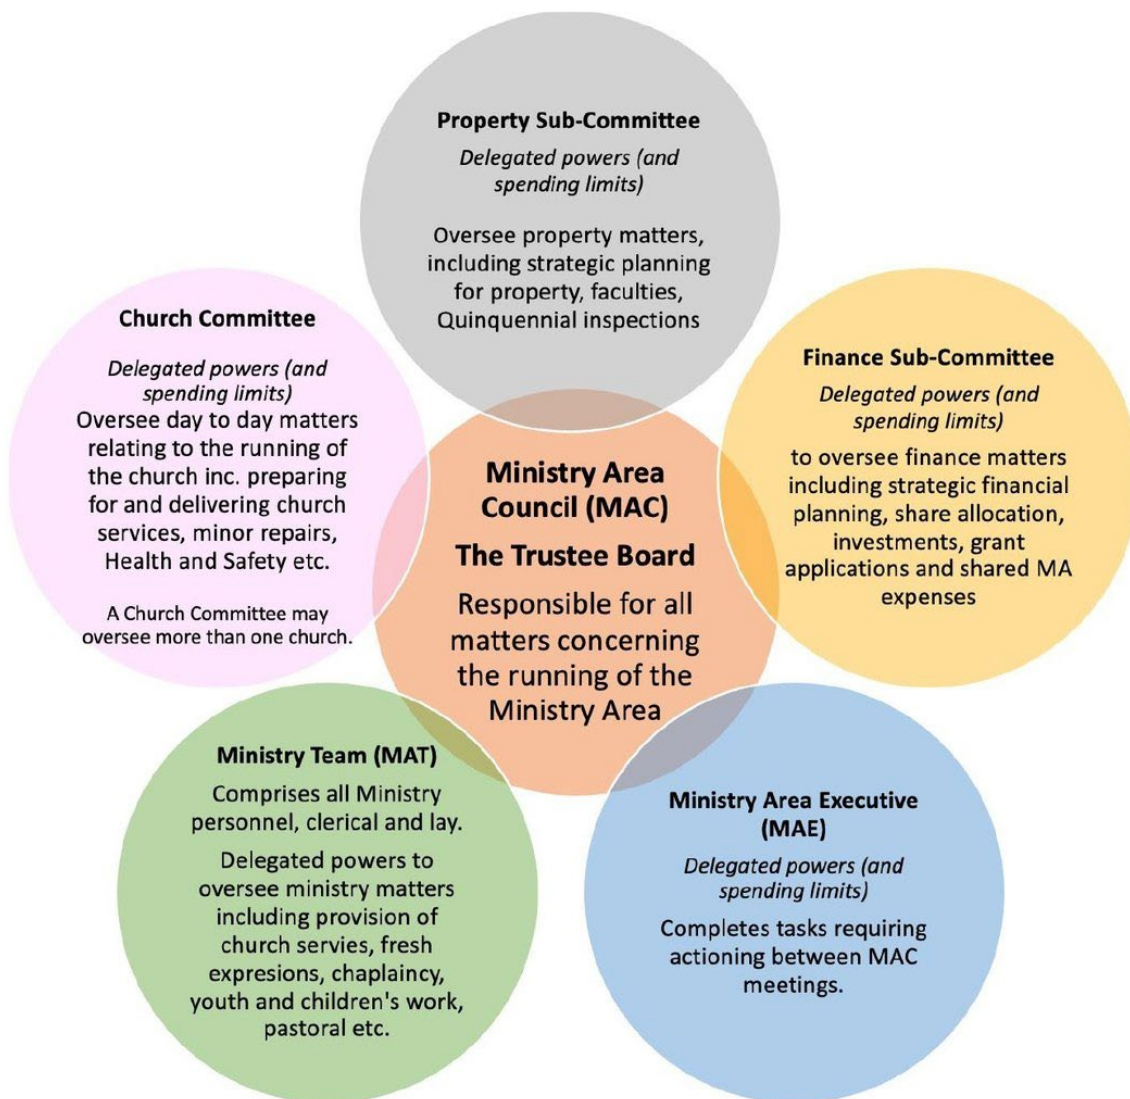 Property Sub-Committee
Delegated powers (and
spending limits)
Oversee property matters,
including strategic planning
for property, faculties,
Quinquennial inspections
Church Committee
Delegated powers (and
spending limits)
Oversee day to day matters
relating to the running of
the church inc. preparing
for and delivering church
services, minor repairs,
Health and Safety etc.
A Church Committee may
oversee more than one church.
Finance Sub-Committee
Delegated powers (and
spending limits)
to oversee finance matters
including strategic financial
planning, share allocation,
investments, grant
applications and shared MA
expenses
Ministry Area
Council (MAC)
The Trustee Board
Responsible for all
matters concerning
the running of the
Ministry Area
Ministry Team (MAT)
Comprises all Ministry
personnel, clerical and lay.
Delegated powers to
oversee ministry matters
including provision of
church servies, fresh
expresions, chaplaincy,
youth and children's work,
pastoral etc.
Ministry Area Executive
(MAE)
Delegated powers (and
spending limits)
Completes tasks requiring
actioning between MAC
meetings.